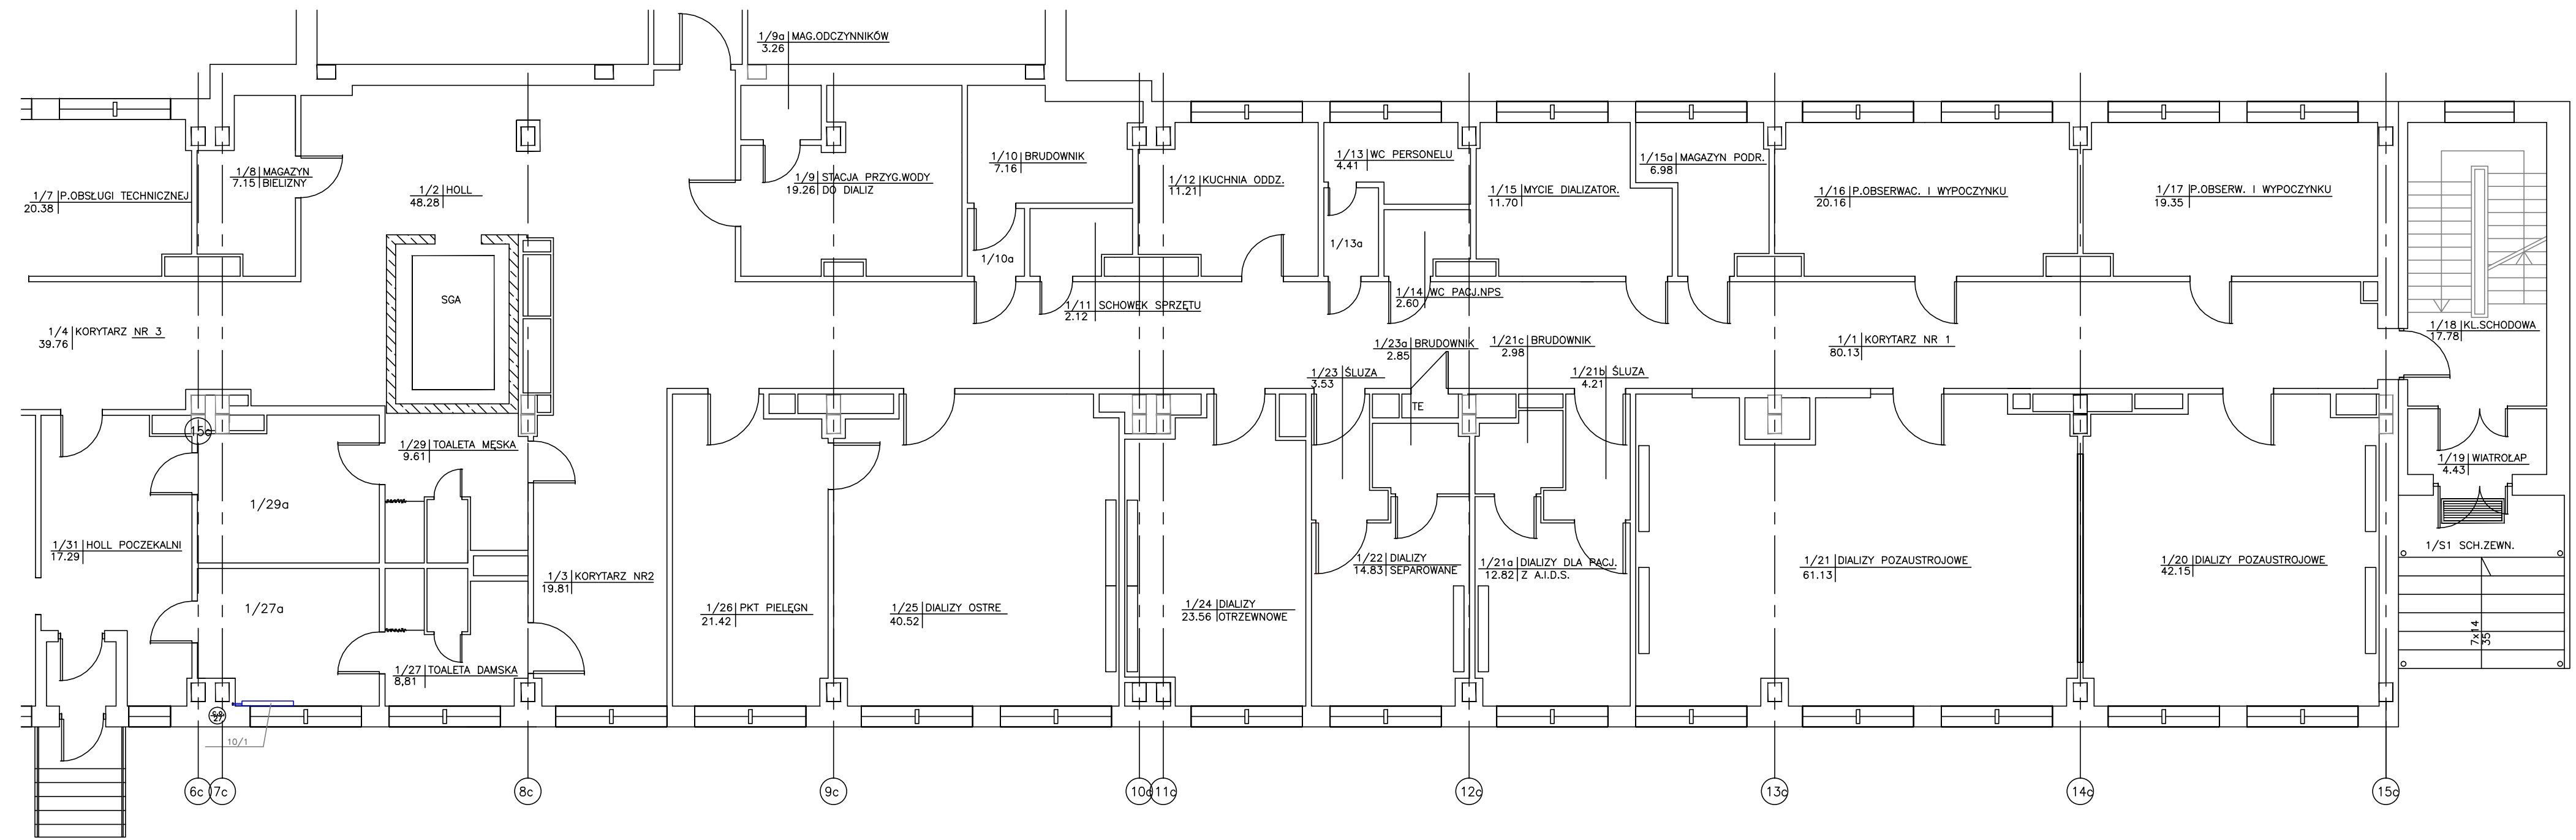 1/9a MAG.ODCZYNNIKÓW
3.26
1/7 P.OBSŁUGI TECHNICZNEJ
20.38
1/8 MAGAZYN
7.15 BIELIZNY
1/2 HOLL
48.28
1/9 STACJA PRZYG.WODY
19.26 DO DIALIZ
1/10 BRUDOWNIK
7.16
1/12 KUCHNIA ODDZ.
11.21
1/13 WC PERSONELU
4.41
1/15 MYCIE DIALIZATOR.
11.70
1/15a MAGAZYN PODR.
6.98
1/16 P.OBSERWAC. I WYPOCZYNKU
20.16
1/17 P.OBSERW. I WYPOCZYNKU
19.35
1/10a
1/13a
SGA
1/11 SCHOWEK SPRZĘTU
2.12
1/14 WC PACJ.NPS
2.60
1/4 KORYTARZ NR 3
39.76
1/23a BRUDOWNIK
2.85
1/21c BRUDOWNIK
2.98
1/1 KORYTARZ NR 1
80.13
1/18 KL.SCHODOWA
17.78
1/23 ŚLUZA
3.53
1/21b ŚLUZA
4.21
TE
15c
1/29 TOALETA MĘSKA
9.61
1/19 WIATROŁAP
4.43
1/29a
1/31 HOLL POCZEKALNI
17.29
1/3 KORYTARZ NR2
19.81
1/22 DIALIZY
14.83 SEPAROWANE
1/21a DIALIZY DLA PACJ.
12.82 Z A.I.D.S.
1/21 DIALIZY POZAUSTROJOWE
61.13
1/20 DIALIZY POZAUSTROJOWE
42.15
1/S1 SCH.ZEWN.
1/27a
1/26 PKT PIELĘGN
21.42
1/25 DIALIZY OSTRE
40.52
1/24 DIALIZY
23.56 OTRZEWNOWE
7x14
35
1/27 TOALETA DAMSKA
8,81
27
10/1
6c 7c 8c 9c 10c 11c 12c 13c 14c 15c